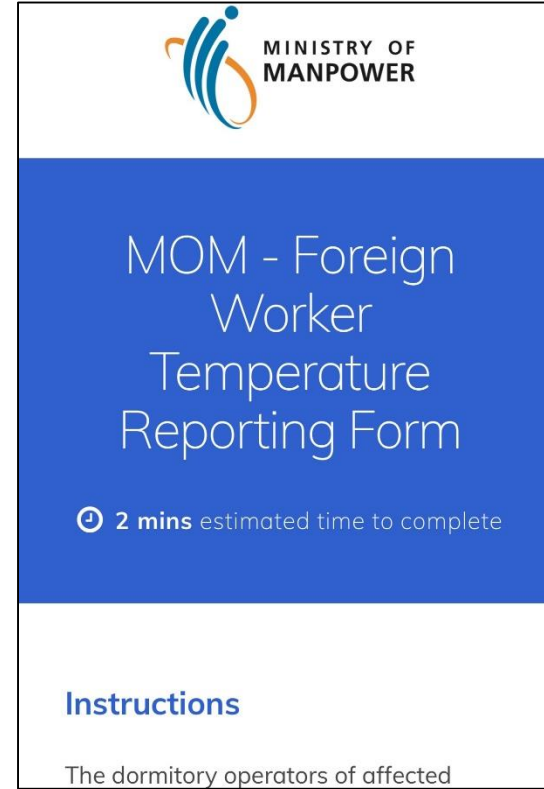 MINISTRY OF
MANPOWER
MOM - Foreign
Worker
Temperature
Reporting Form
2 mins estimated time to complete
Instructions
The dormitory operators of affected